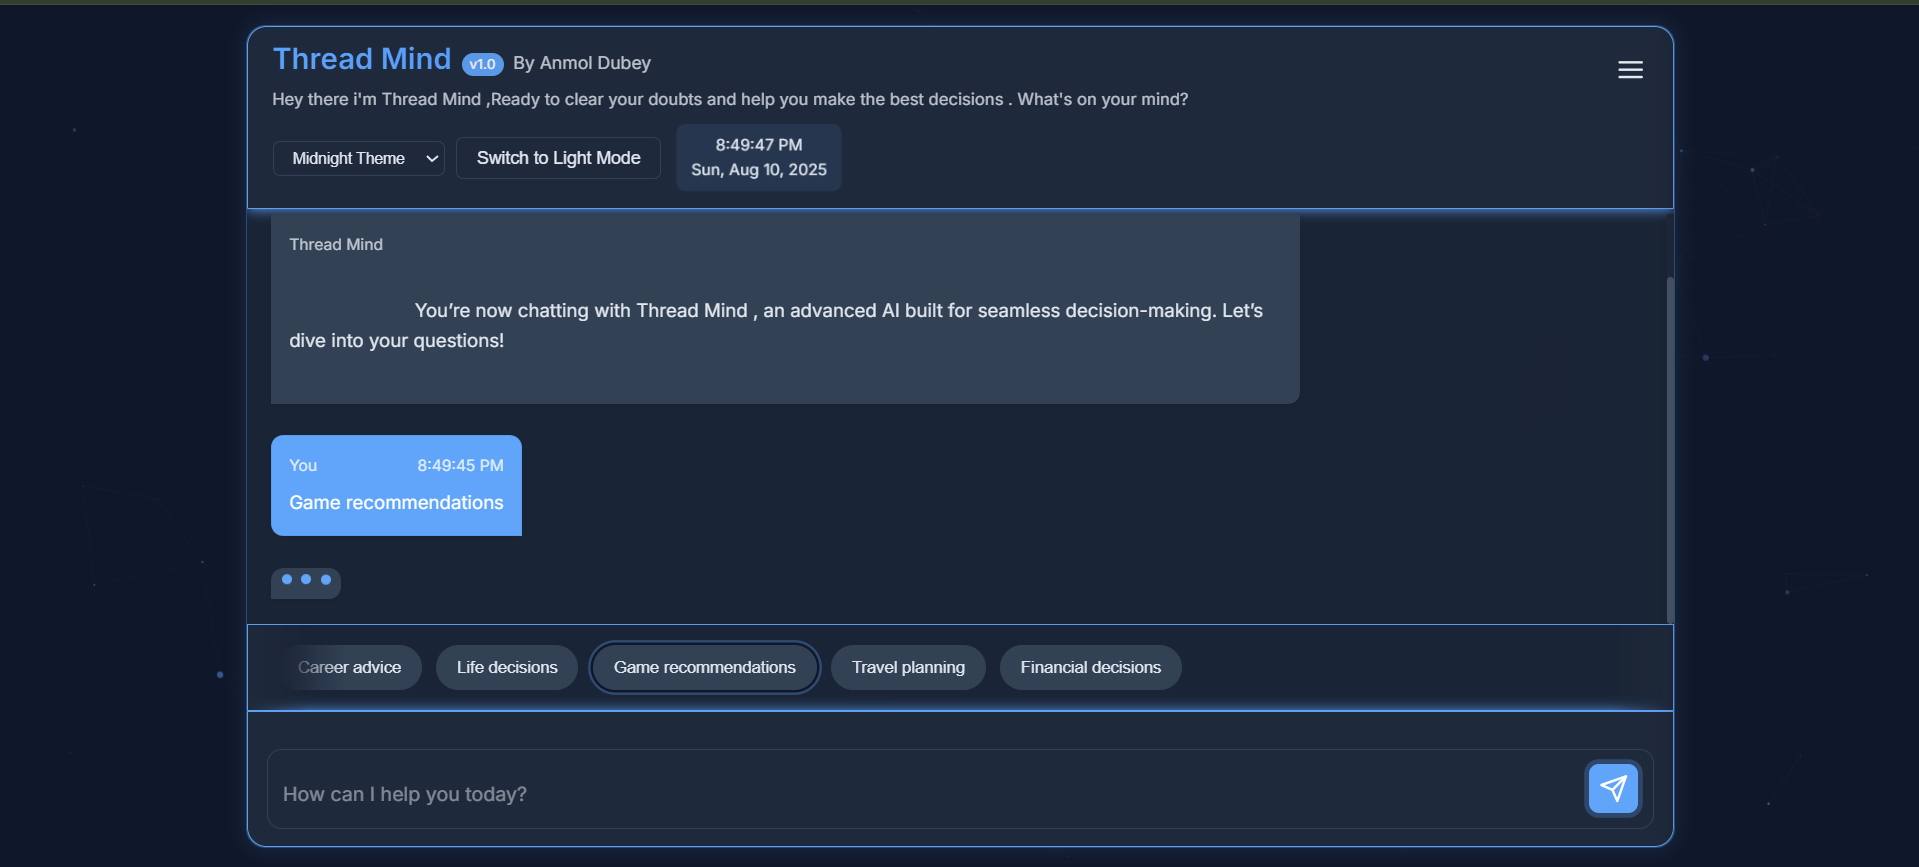 Thread Mind v1.0 By Anmol Dubey
Hey there i'm Thread Mind ,Ready to clear your doubts and help you make the best decisions . What's on your mind?
Midnight Theme
Switch to Light Mode
8:49:47 PM
Sun, Aug 10, 2025
Thread Mind
You’re now chatting with Thread Mind , an advanced AI built for seamless decision-making. Let’s
dive into your questions!
You 8:49:45 PM
Game recommendations
Career advice
Life decisions
Game recommendations
Travel planning
Financial decisions
How can I help you today?